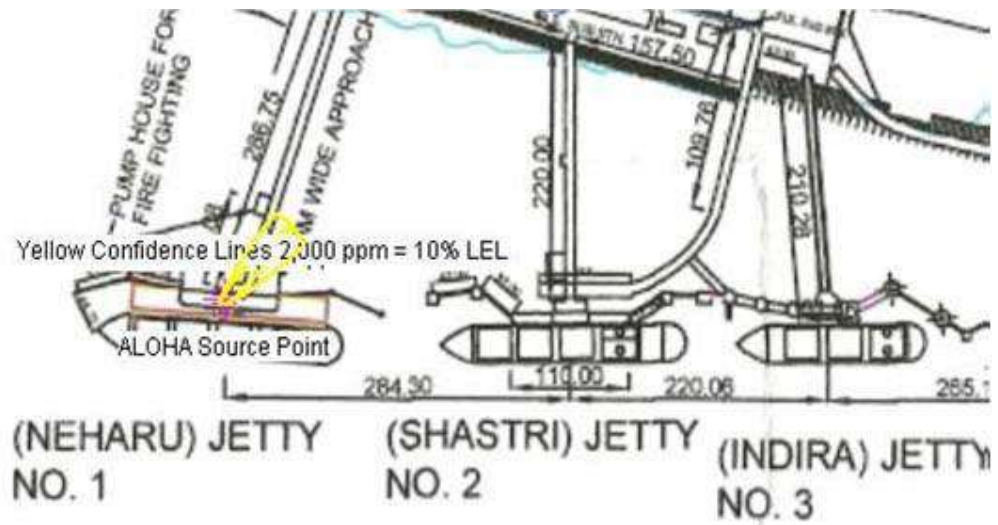 PUMP HOUSE FOR
FIRE FIGHTING
286.75
M WIDE APPROACH
157.50
220.00
109.76
210.28
Yellow Confidence Lines 2,000 ppm = 10% LEL
ALOHA Source Point
284.30
110.00
220.06
(NEHARU) JETTY
NO. 1
(SHASTRI) JETTY
NO. 2
(INDIRA) JETTY
NO. 3